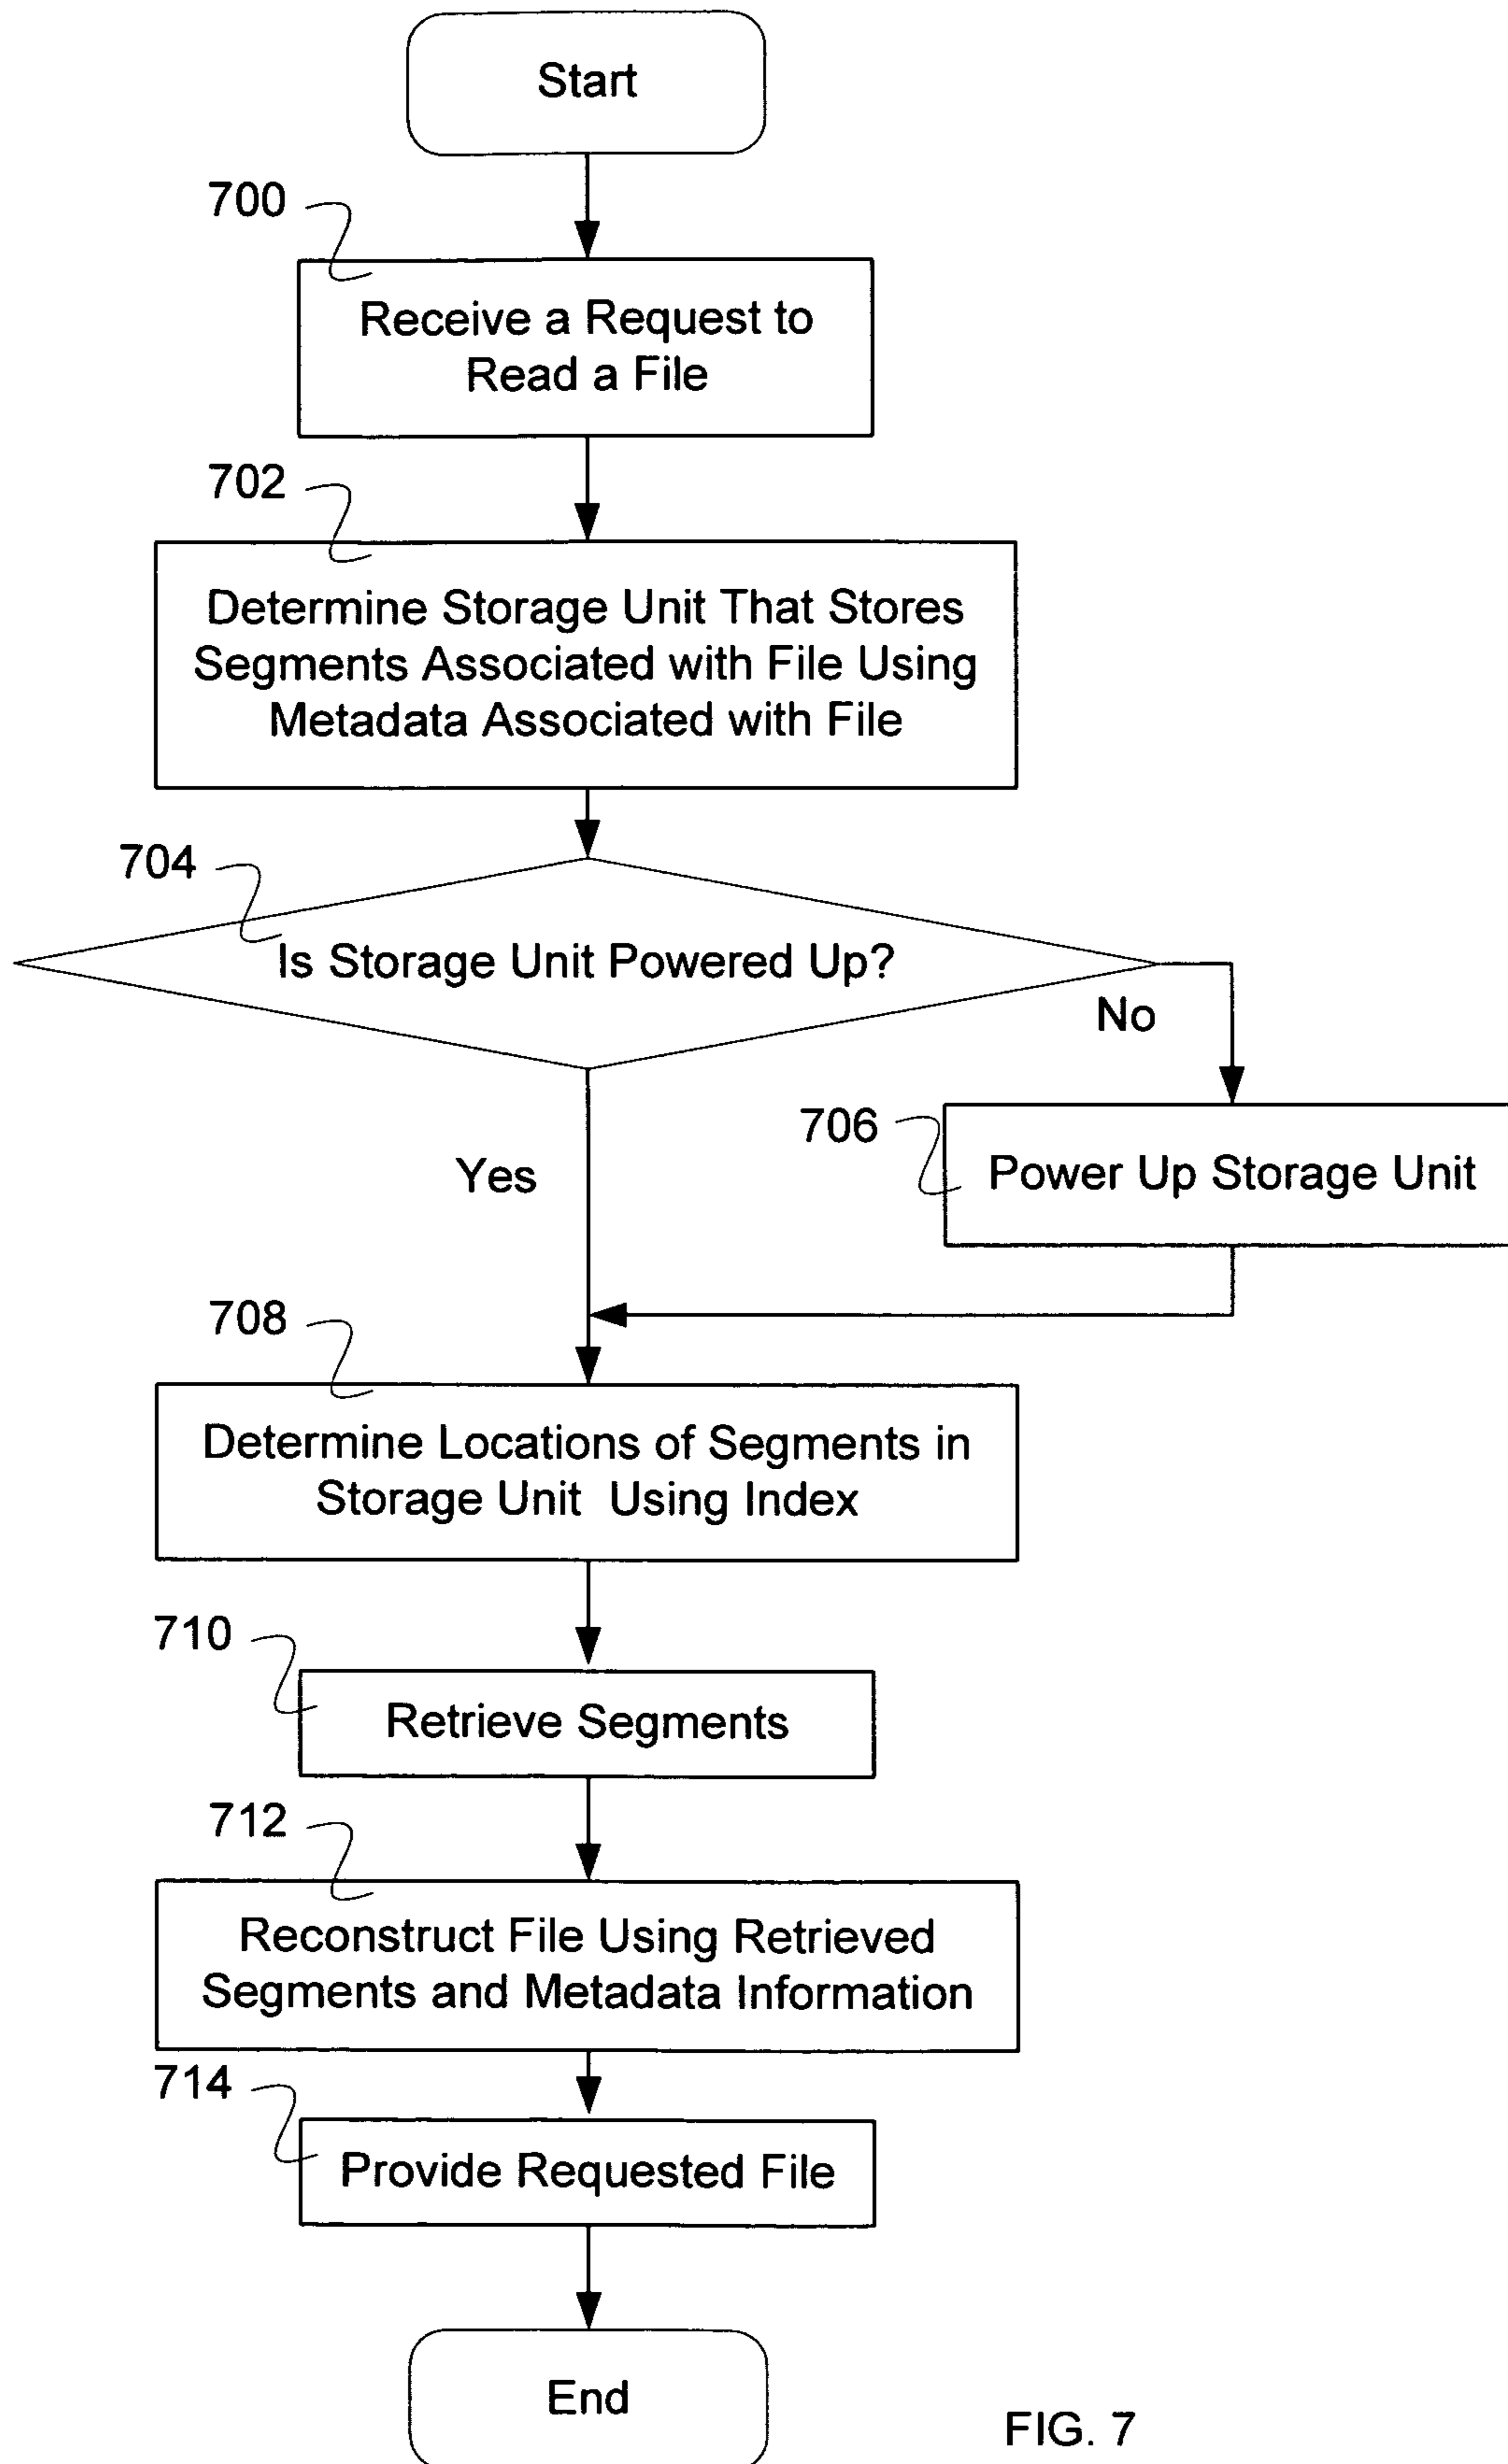 Start
700
Receive a Request to
Read a File
702
Determine Storage Unit That Stores
Segments Associated with File Using
Metadata Associated with File
704
Is Storage Unit Powered Up?
No
706
Power Up Storage Unit
Yes
708
Determine Locations of Segments in
Storage Unit Using Index
710
Retrieve Segments
712
Reconstruct File Using Retrieved
Segments and Metadata Information
714
Provide Requested File
End
FIG. 7